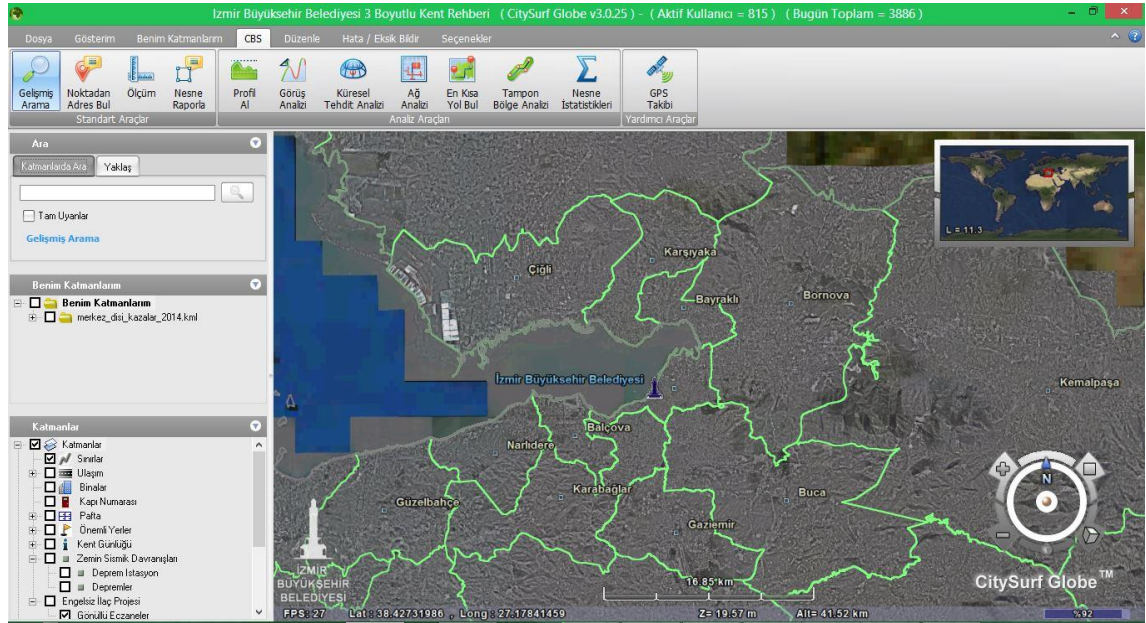 İzmir Büyükşehir Belediyesi 3 Boyutlu Kent Rehberi ( CitySurf Globe v3.0.25 ) - ( Aktif Kullanıcı = 815 ) ( Bugün Toplam = 3886 )
Dosya Gösterim Benim Katmanlarım CBS Düzenle Hata / Eksik Bildir Seçenekler
Gelişmiş Arama
Noktadan Adres Bul
Ölçüm
Nesne Raporla
Profil Al
Görüş Analizi
Küresel Tehdit Analizi
Ağ Analizi
En Kısa Yol Bul
Tampon Bölge Analizi
Nesne İstatistikleri
GPS Takibi
Standart Araçlar
Analiz Araçları
Yardımcı Araçlar
Ara
Katmanlarda Ara Yaklaş
Tam Uyanlar
Gelişmiş Arama
Benim Katmanlarım
Benim Katmanlarım
merkez_disi_kazalar_2014.kml
Katmanlar
Katmanlar
Sınırlar
Ulaşım
Binalar
Kapı Numarası
Pafta
Önemli Yerler
Kent Günlüğü
Zemin Sismik Davranışları
Deprem İstasyon
Depremler
Engelsiz İlaç Projesi
Gönüllü Eczaneler
L = 11.3
Karşıyaka
Çiğli
Bayraklı
Bornova
İzmir Büyükşehir Belediyesi
Kemalpaşa
Balçova
Narlıdere
Karabağlar
Buca
Güzelbahçe
Gaziemir
N
İZMİR
BÜYÜKŞEHİR
BELEDİYESİ
16.85 km
CitySurf Globe™
FPS: 27 Lat : 38.42731986 , Long : 27.17841459 Z= 19.57 m Alt= 41.52 km %92